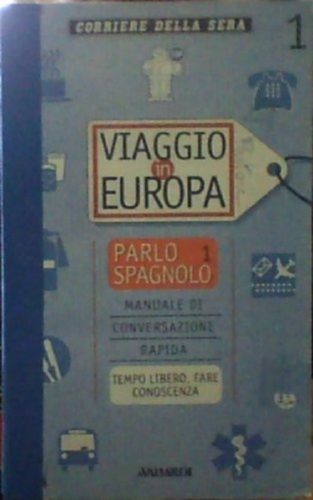 CORRIERE DELLA SERA
1
VIAGGIO
in
EUROPA
PARLO 1
SPAGNOLO
MANUALE DI
CONVERSAZIONE
RAPIDA
TEMPO LIBERO, FARE
CONOSCENZA